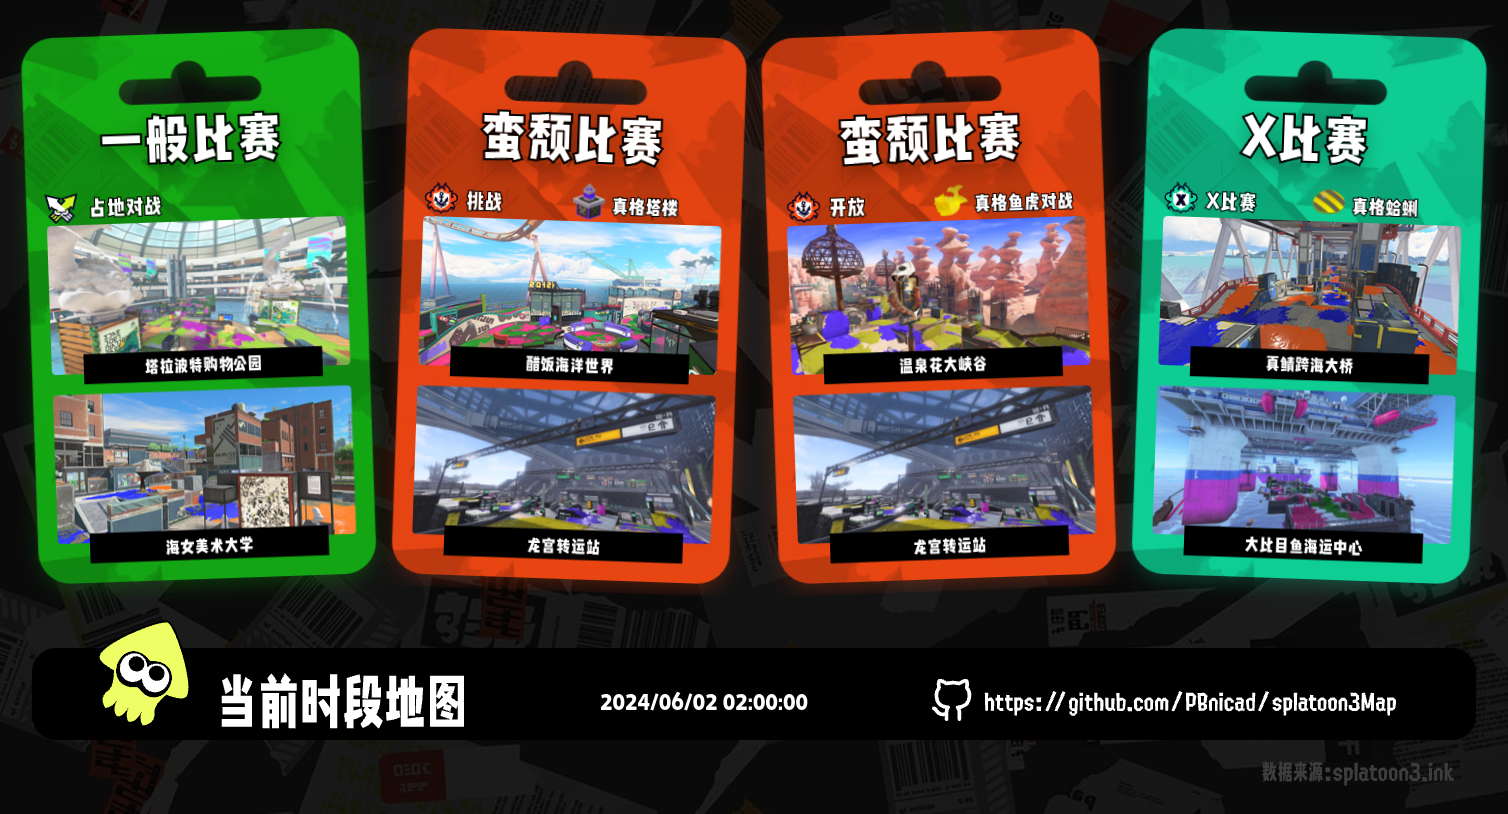 一般比赛
占地对战
塔拉波特购物公园
海女美术大学
蛮颓比赛
挑战
真格塔楼
醋饭海洋世界
龙宫转运站
蛮颓比赛
开放
真格鱼虎对战
温泉花大峡谷
龙宫转运站
X比赛
X比赛
真格蛤蜊
真鲭跨海大桥
大比目鱼海运中心
当前时段地图
2024/06/02 02:00:00
https://github.com/PBnicad/splatoon3Map
数据来源:splatoon3.ink